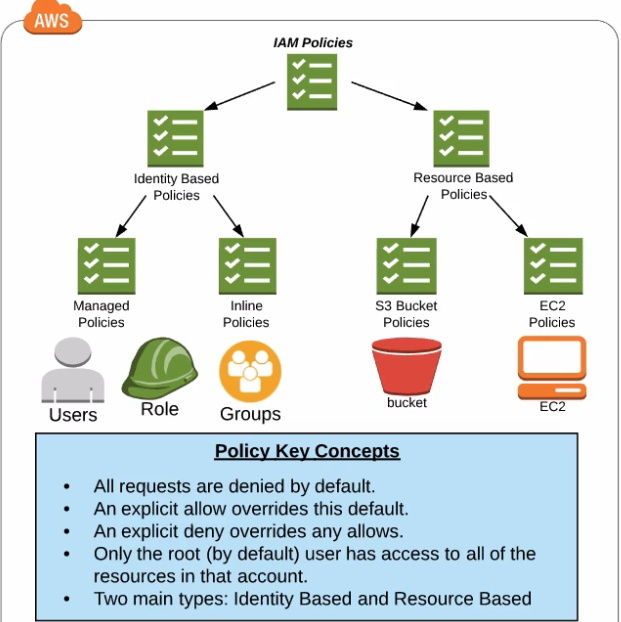 AWS
IAM Policies
Identity Based
Policies
Resource Based
Policies
Managed
Policies
Inline
Policies
S3 Bucket
Policies
EC2
Policies
Users
Role
Groups
bucket
EC2
Policy Key Concepts
• All requests are denied by default.
• An explicit allow overrides this default.
• An explicit deny overrides any allows.
• Only the root (by default) user has access to all of the
resources in that account.
• Two main types: Identity Based and Resource Based